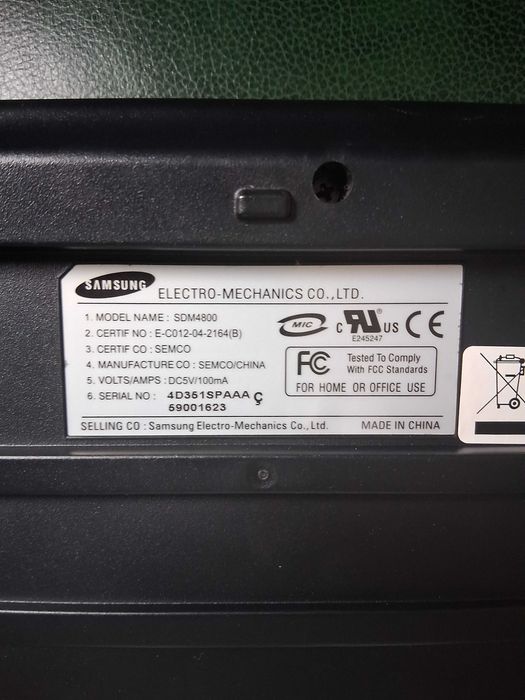 SAMSUNG ELECTRO-MECHANICS CO.,LTD.
1. MODEL NAME : SDM4800
2. CERTIF NO : E-C012-04-2164(B)
3. CERTIF CO : SEMCO
4. MANUFACTURE CO : SEMCO/CHINA
5. VOLTS/AMPS : DC5V/100mA
6. SERIAL NO : 4D351SPAAA Ç
59001623
MIC
C RU US CE
E245247
FC Tested To Comply
With FCC Standards
FOR HOME OR OFFICE USE
SELLING CO : Samsung Electro-Mechanics Co., Ltd. MADE IN CHINA